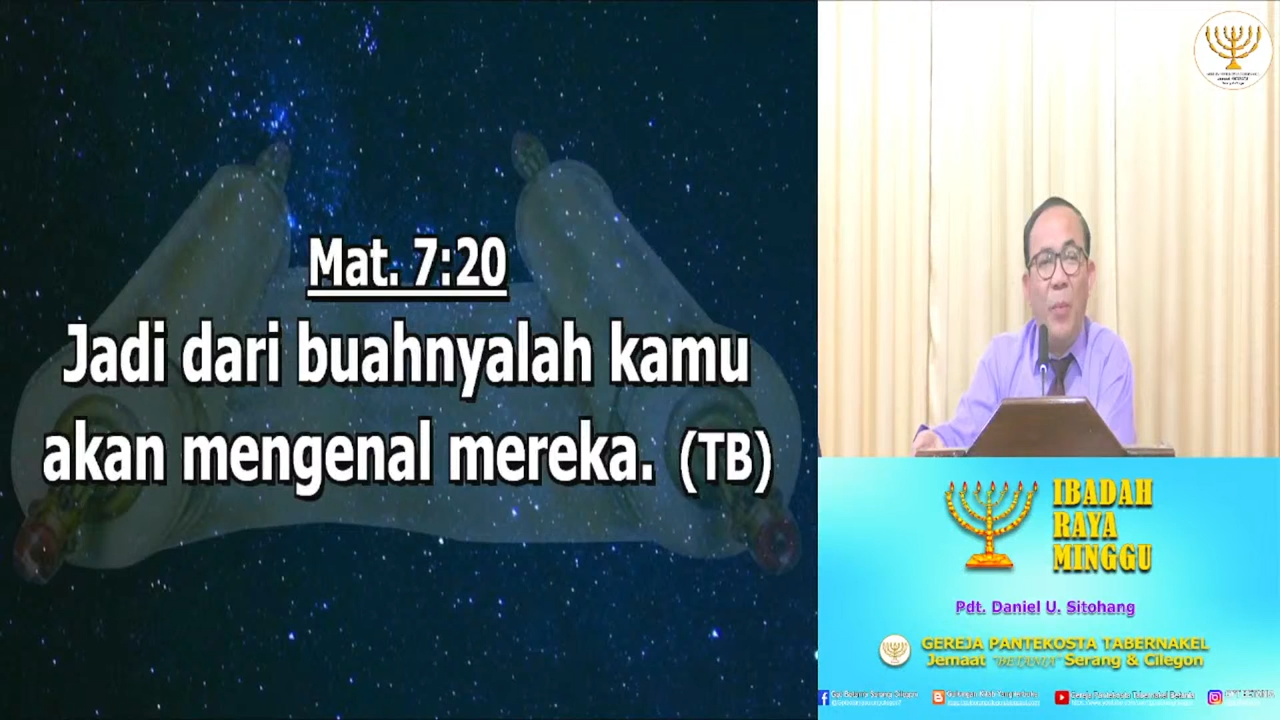 Mat. 7:20
Jadi dari buahnyalah kamu
akan mengenal mereka. (TB)
IBADAH
RAYA
MINGGU
Pdt. Daniel U. Sitohang
GEREJA PANTEKOSTA TABERNAKEL
Jemaat "BETANIA" Serang & Cilegon